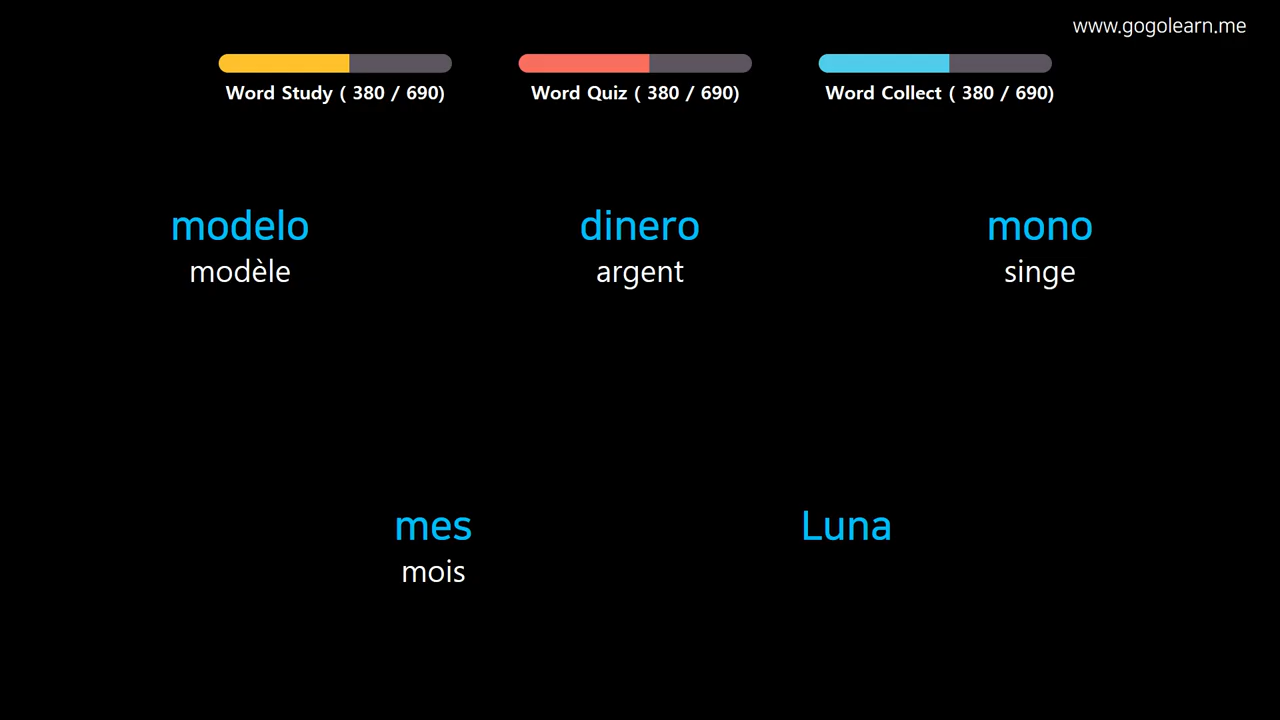 www.gogolearn.me
Word Study ( 380 / 690)
Word Quiz ( 380 / 690)
Word Collect ( 380 / 690)
modelo
modèle
dinero
argent
mono
singe
mes
mois
Luna